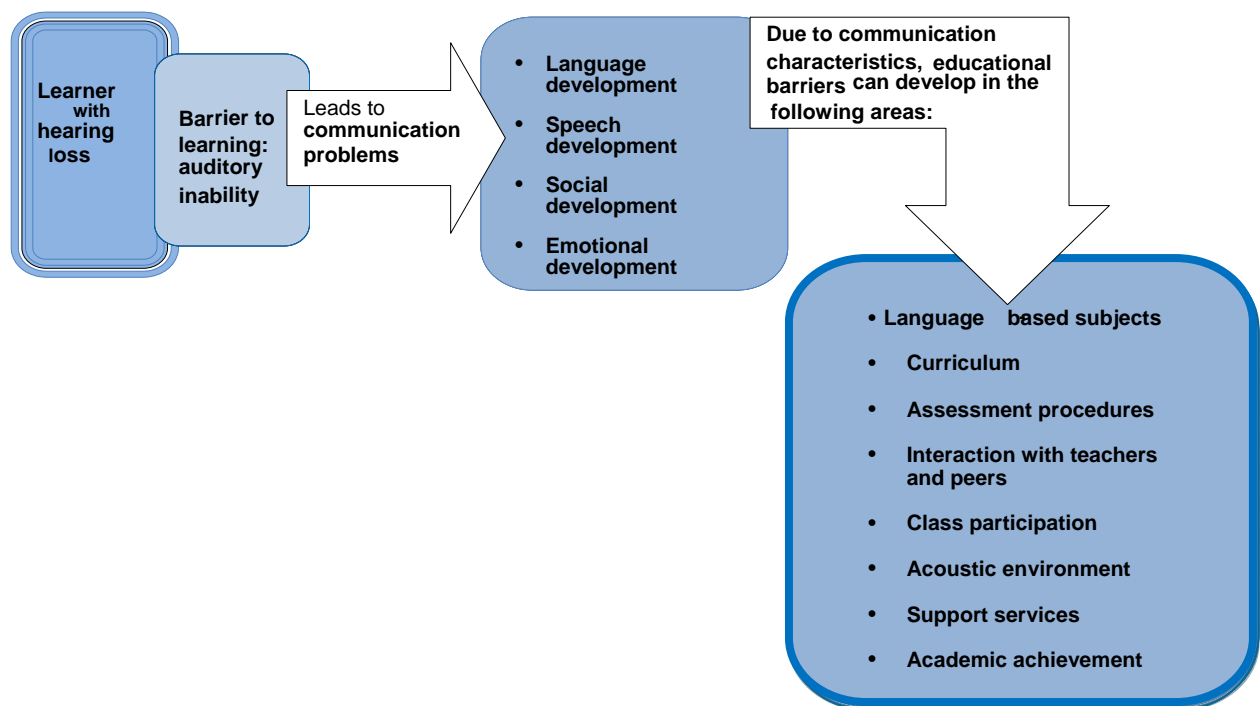 Learner
with
hearing
loss
Barrier to
learning:
auditory
inability
Leads to
communication
problems
• Language
development
• Speech
development
• Social
development
• Emotional
development
Due to communication
characteristics, educational
barriers can develop in the
following areas:
• Language b-ased subjects
• Curriculum
• Assessment procedures
• Interaction with teachers
and peers
• Class participation
• Acoustic environment
• Support services
• Academic achievement